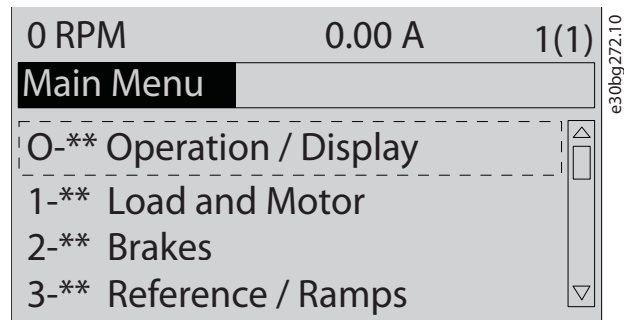 0 RPM 0.00 A 1(1)
Main Menu
O-** Operation / Display
1-** Load and Motor
2-** Brakes
3-** Reference / Ramps
e30bg272.10